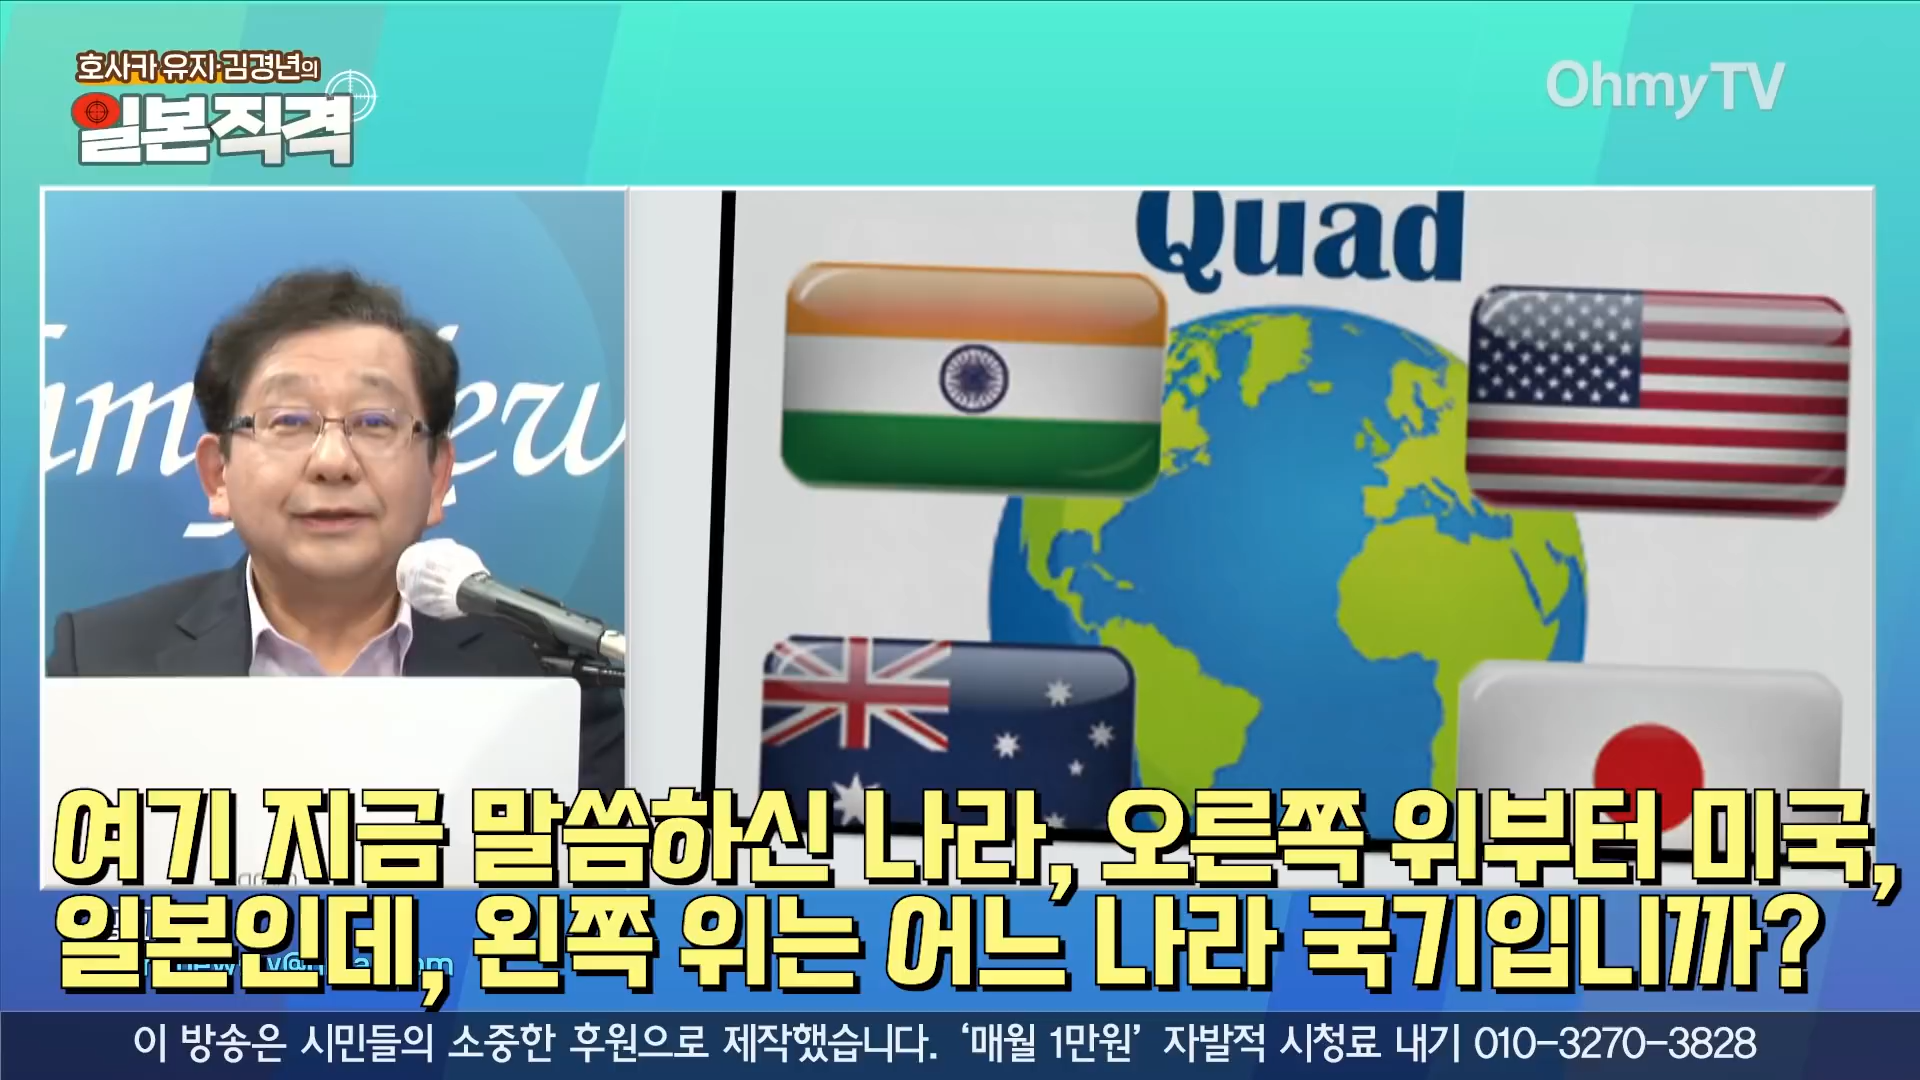 호사카 유지·김경년의
일본 직격
OhmyTV
Quad
여기 지금 말씀하신 나라, 오른쪽 위부터 미국,
일본인데, 왼쪽 위는 어느 나라 국기입니까?
이 방송은 시민들의 소중한 후원으로 제작했습니다. ‘매월 1만원’ 자발적 시청료 내기 010-3270-3828